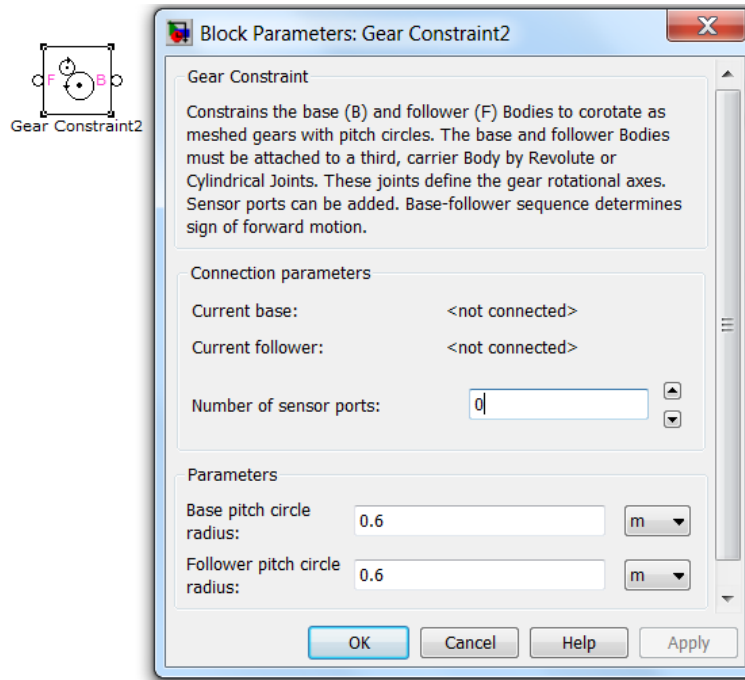 Block Parameters: Gear Constraint2
F B
Gear Constraint2
Gear Constraint
Constrains the base (B) and follower (F) Bodies to corotate as
meshed gears with pitch circles. The base and follower Bodies
must be attached to a third, carrier Body by Revolute or
Cylindrical Joints. These joints define the gear rotational axes.
Sensor ports can be added. Base-follower sequence determines
sign of forward motion.
Connection parameters
Current base: <not connected>
Current follower: <not connected>
Number of sensor ports: 0
Parameters
Base pitch circle
radius: 0.6 m
Follower pitch circle
radius: 0.6 m
OK Cancel Help Apply